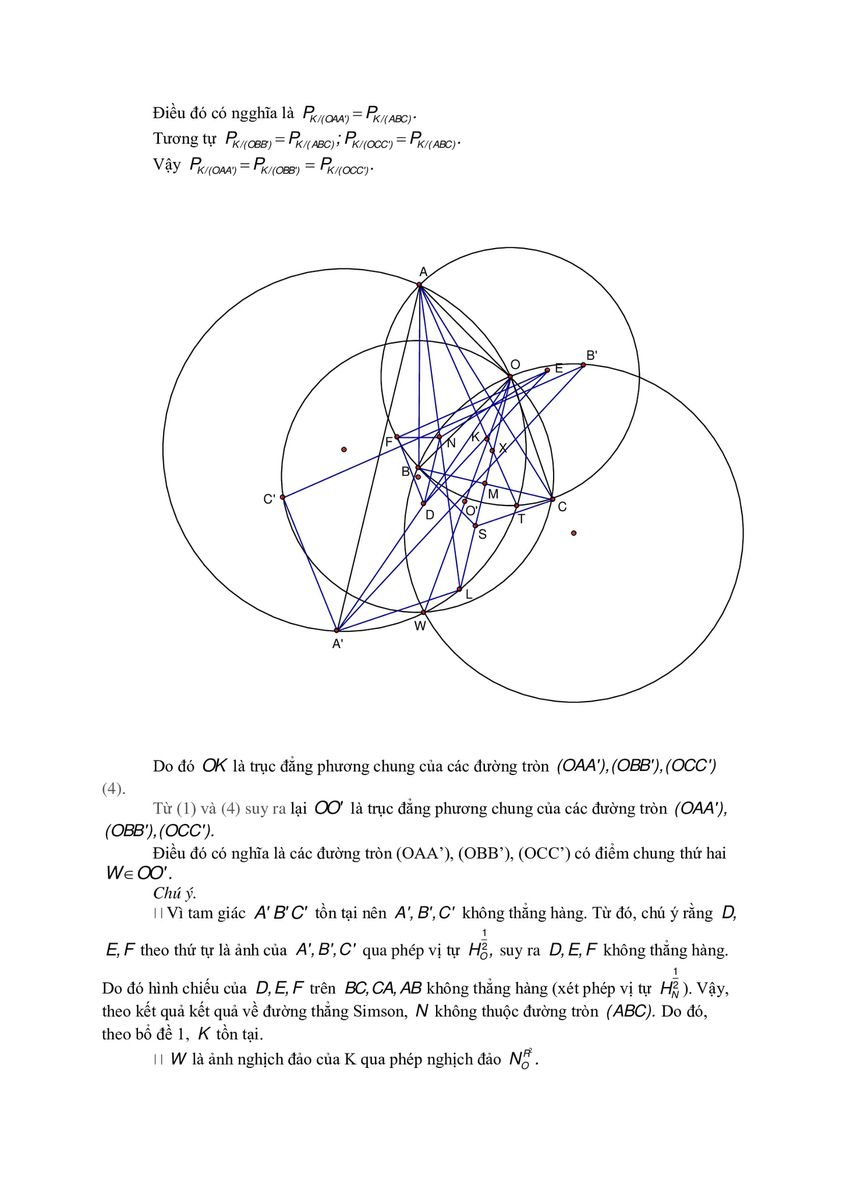 Điều đó có ngghĩa là P_{K/(OAA')} = P_{K/(ABC)}.
Tương tự P_{K/(OBB')} = P_{K/(ABC)}; P_{K/(OCC')} = P_{K/(ABC)}.
Vậy P_{K/(OAA')} = P_{K/(OBB')} = P_{K/(OCC')}.
A
O
E
B'
F
N
K
X
B
M
C'
D
O'
T
C
S
L
W
A'
Do đó OK là trục đẳng phương chung của các đường tròn (OAA'),(OBB'),(OCC')
(4).
Từ (1) và (4) suy ra lại OO' là trục đẳng phương chung của các đường tròn (OAA'),
(OBB'),(OCC').
Điều đó có nghĩa là các đường tròn (OAA’), (OBB’), (OCC’) có điểm chung thứ hai
W∈OO'.
Chú ý.
Vì tam giác A'B'C' tồn tại nên A',B',C' không thẳng hàng. Từ đó, chú ý rằng D,
E,F theo thứ tự là ảnh của A',B',C' qua phép vị tự H_O^{1/2}, suy ra D,E,F không thẳng hàng.
Do đó hình chiếu của D,E,F trên BC,CA,AB không thẳng hàng (xét phép vị tự H_N^{1/2}). Vậy,
theo kết quả kết quả về đường thẳng Simson, N không thuộc đường tròn (ABC). Do đó,
theo bổ đề 1, K tồn tại.
W là ảnh nghịch đảo của K qua phép nghịch đảo N_O^{R²}.